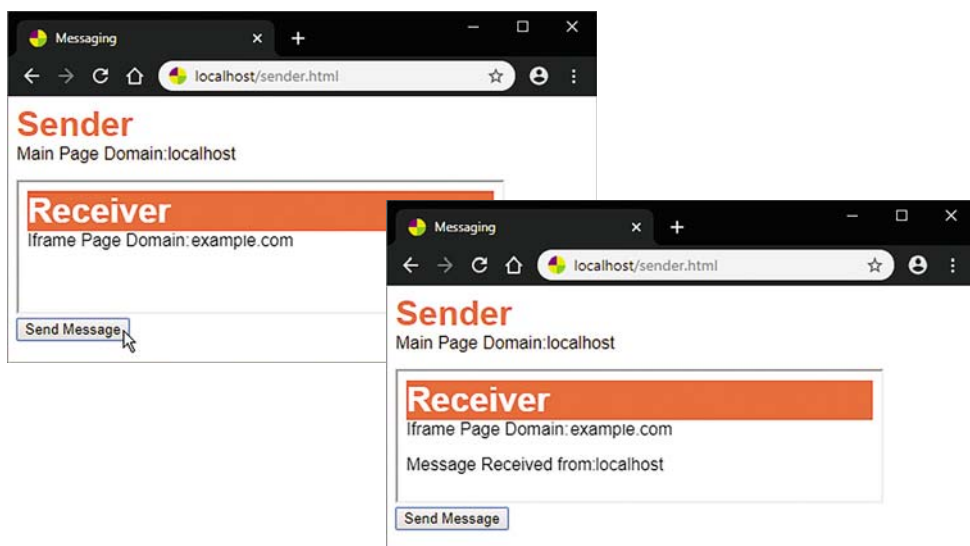 Messaging
localhost/sender.html
Sender
Main Page Domain:localhost
Receiver
Iframe Page Domain:example.com
Send Message
Messaging
localhost/sender.html
Sender
Main Page Domain:localhost
Receiver
Iframe Page Domain:example.com
Message Received from:localhost
Send Message